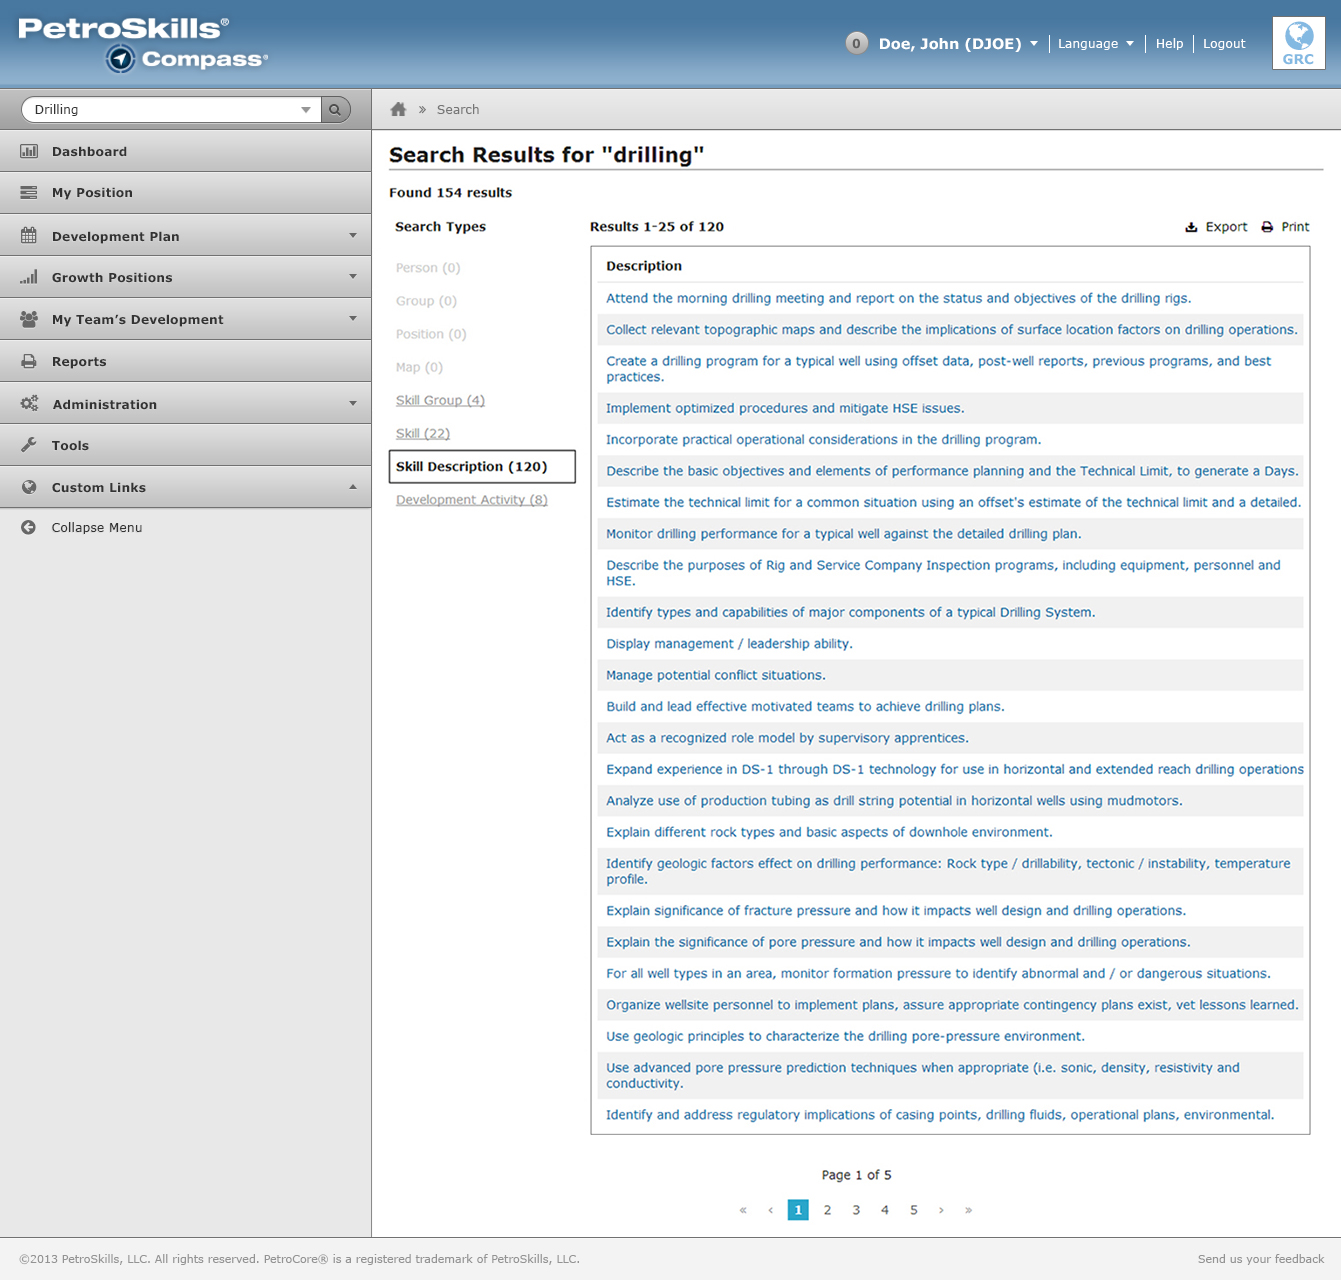 PetroSkills®
Compass®
0 Doe, John (DJOE) Language Help Logout
GRC
Drilling
» Search
Dashboard
My Position
Development Plan
Growth Positions
My Team's Development
Reports
Administration
Tools
Custom Links
Collapse Menu
Search Results for "drilling"
Found 154 results
Search Types
Person (0)
Group (0)
Position (0)
Map (0)
Skill Group (4)
Skill (22)
Skill Description (120)
Development Activity (8)
Results 1-25 of 120
Export Print
Description
Attend the morning drilling meeting and report on the status and objectives of the drilling rigs.
Collect relevant topographic maps and describe the implications of surface location factors on drilling operations.
Create a drilling program for a typical well using offset data, post-well reports, previous programs, and best
practices.
Implement optimized procedures and mitigate HSE issues.
Incorporate practical operational considerations in the drilling program.
Describe the basic objectives and elements of performance planning and the Technical Limit, to generate a Days.
Estimate the technical limit for a common situation using an offset's estimate of the technical limit and a detailed.
Monitor drilling performance for a typical well against the detailed drilling plan.
Describe the purposes of Rig and Service Company Inspection programs, including equipment, personnel and
HSE.
Identify types and capabilities of major components of a typical Drilling System.
Display management / leadership ability.
Manage potential conflict situations.
Build and lead effective motivated teams to achieve drilling plans.
Act as a recognized role model by supervisory apprentices.
Expand experience in DS-1 through DS-1 technology for use in horizontal and extended reach drilling operations
Analyze use of production tubing as drill string potential in horizontal wells using mudmotors.
Explain different rock types and basic aspects of downhole environment.
Identify geologic factors effect on drilling performance: Rock type / drillability, tectonic / instability, temperature
profile.
Explain significance of fracture pressure and how it impacts well design and drilling operations.
Explain the significance of pore pressure and how it impacts well design and drilling operations.
For all well types in an area, monitor formation pressure to identify abnormal and / or dangerous situations.
Organize wellsite personnel to implement plans, assure appropriate contingency plans exist, vet lessons learned.
Use geologic principles to characterize the drilling pore-pressure environment.
Use advanced pore pressure prediction techniques when appropriate (i.e. sonic, density, resistivity and
conductivity.
Identify and address regulatory implications of casing points, drilling fluids, operational plans, environmental.
Page 1 of 5
« ‹ 1 2 3 4 5 › »
©2013 PetroSkills, LLC. All rights reserved. PetroCore® is a registered trademark of PetroSkills, LLC.
Send us your feedback